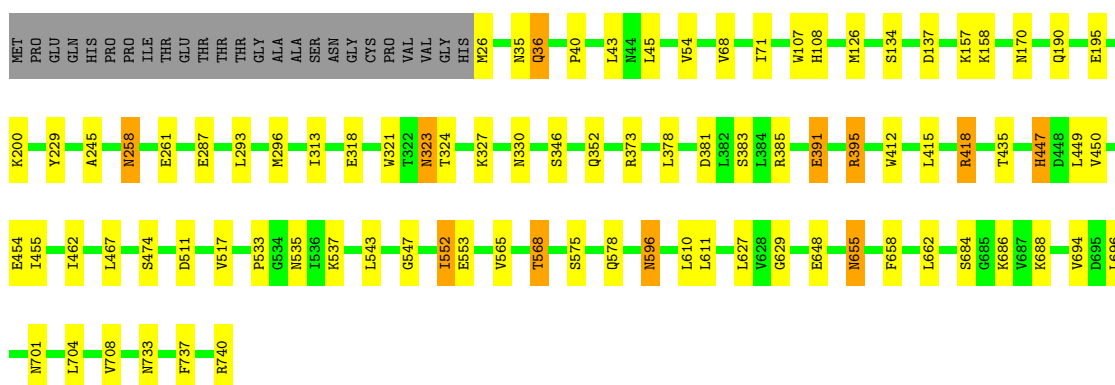 MET PRO GLU GLN HIS PRO PRO ILE THR GLU THR THR THR GLY ALA ALA SER ASN GLY CYS PRO VAL VAL GLY HIS M26 N35 Q36 P40 L43 N44 L45 V54 V68 I71 W107 H108 M126 S134 D137 K157 K158 N170 Q190 E195
K200 Y229 A245 N258 E261 E287 L293 M296 I313 E318 W321 T322 N323 T324 K327 N330 S346 Q352 R373 L378 D381 L382 S383 L384 R385 E391 R395 W412 L415 R418 T435 H447 D448 L449 V450
E454 I455 I462 L467 S474 D511 V517 P533 G534 N535 I536 K537 L543 G547 I552 E553 V565 T568 S575 Q578 N596 L610 L611 L627 V628 G629 E648 N655 F658 L662 S684 G685 K686 V687 K688 V694 D695 L696
N701 L704 V708 N733 F737 R740